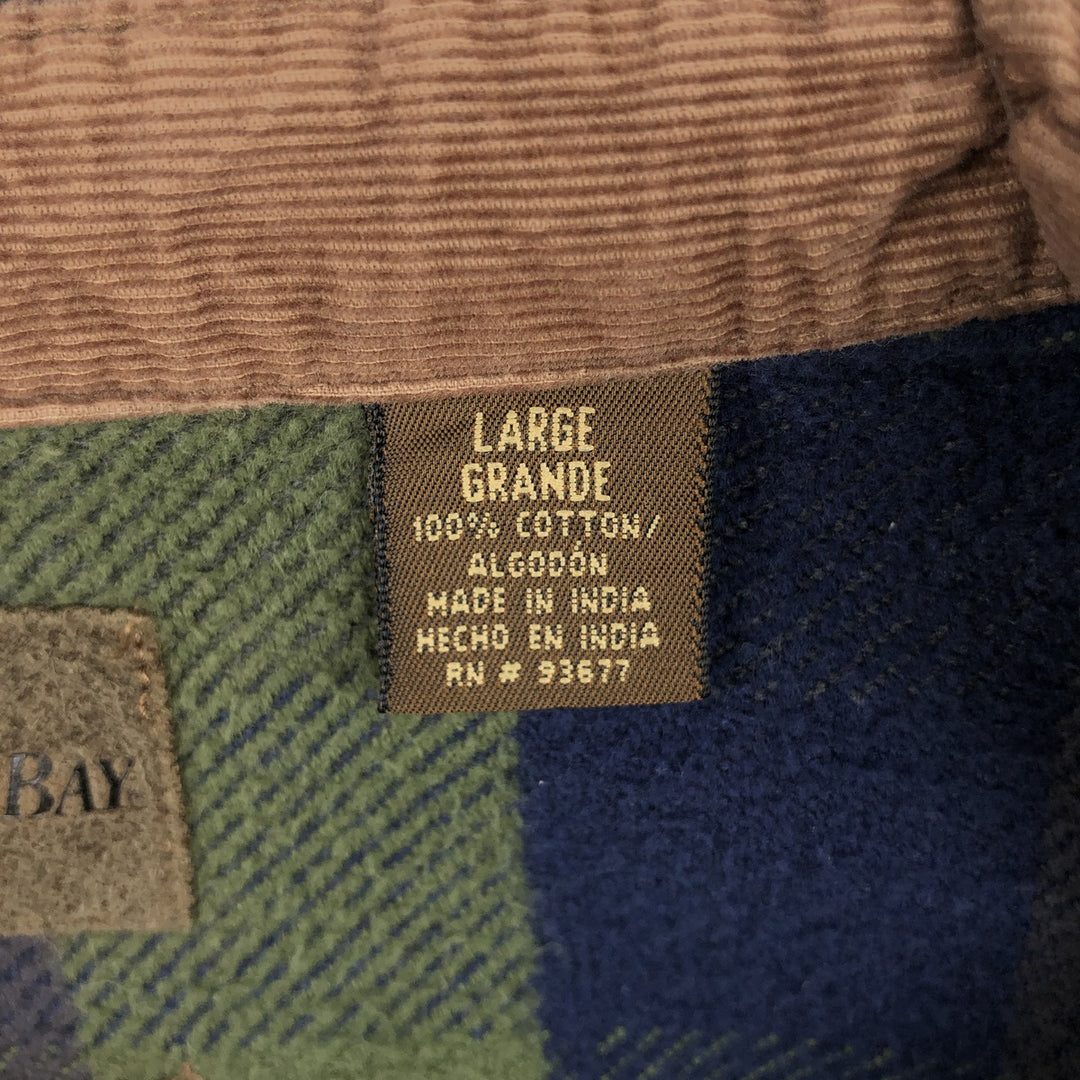 LARGE
GRANDE
100% COTTON/
ALGODÓN
MADE IN INDIA
HECHO EN INDIA
RN # 93677
BAY